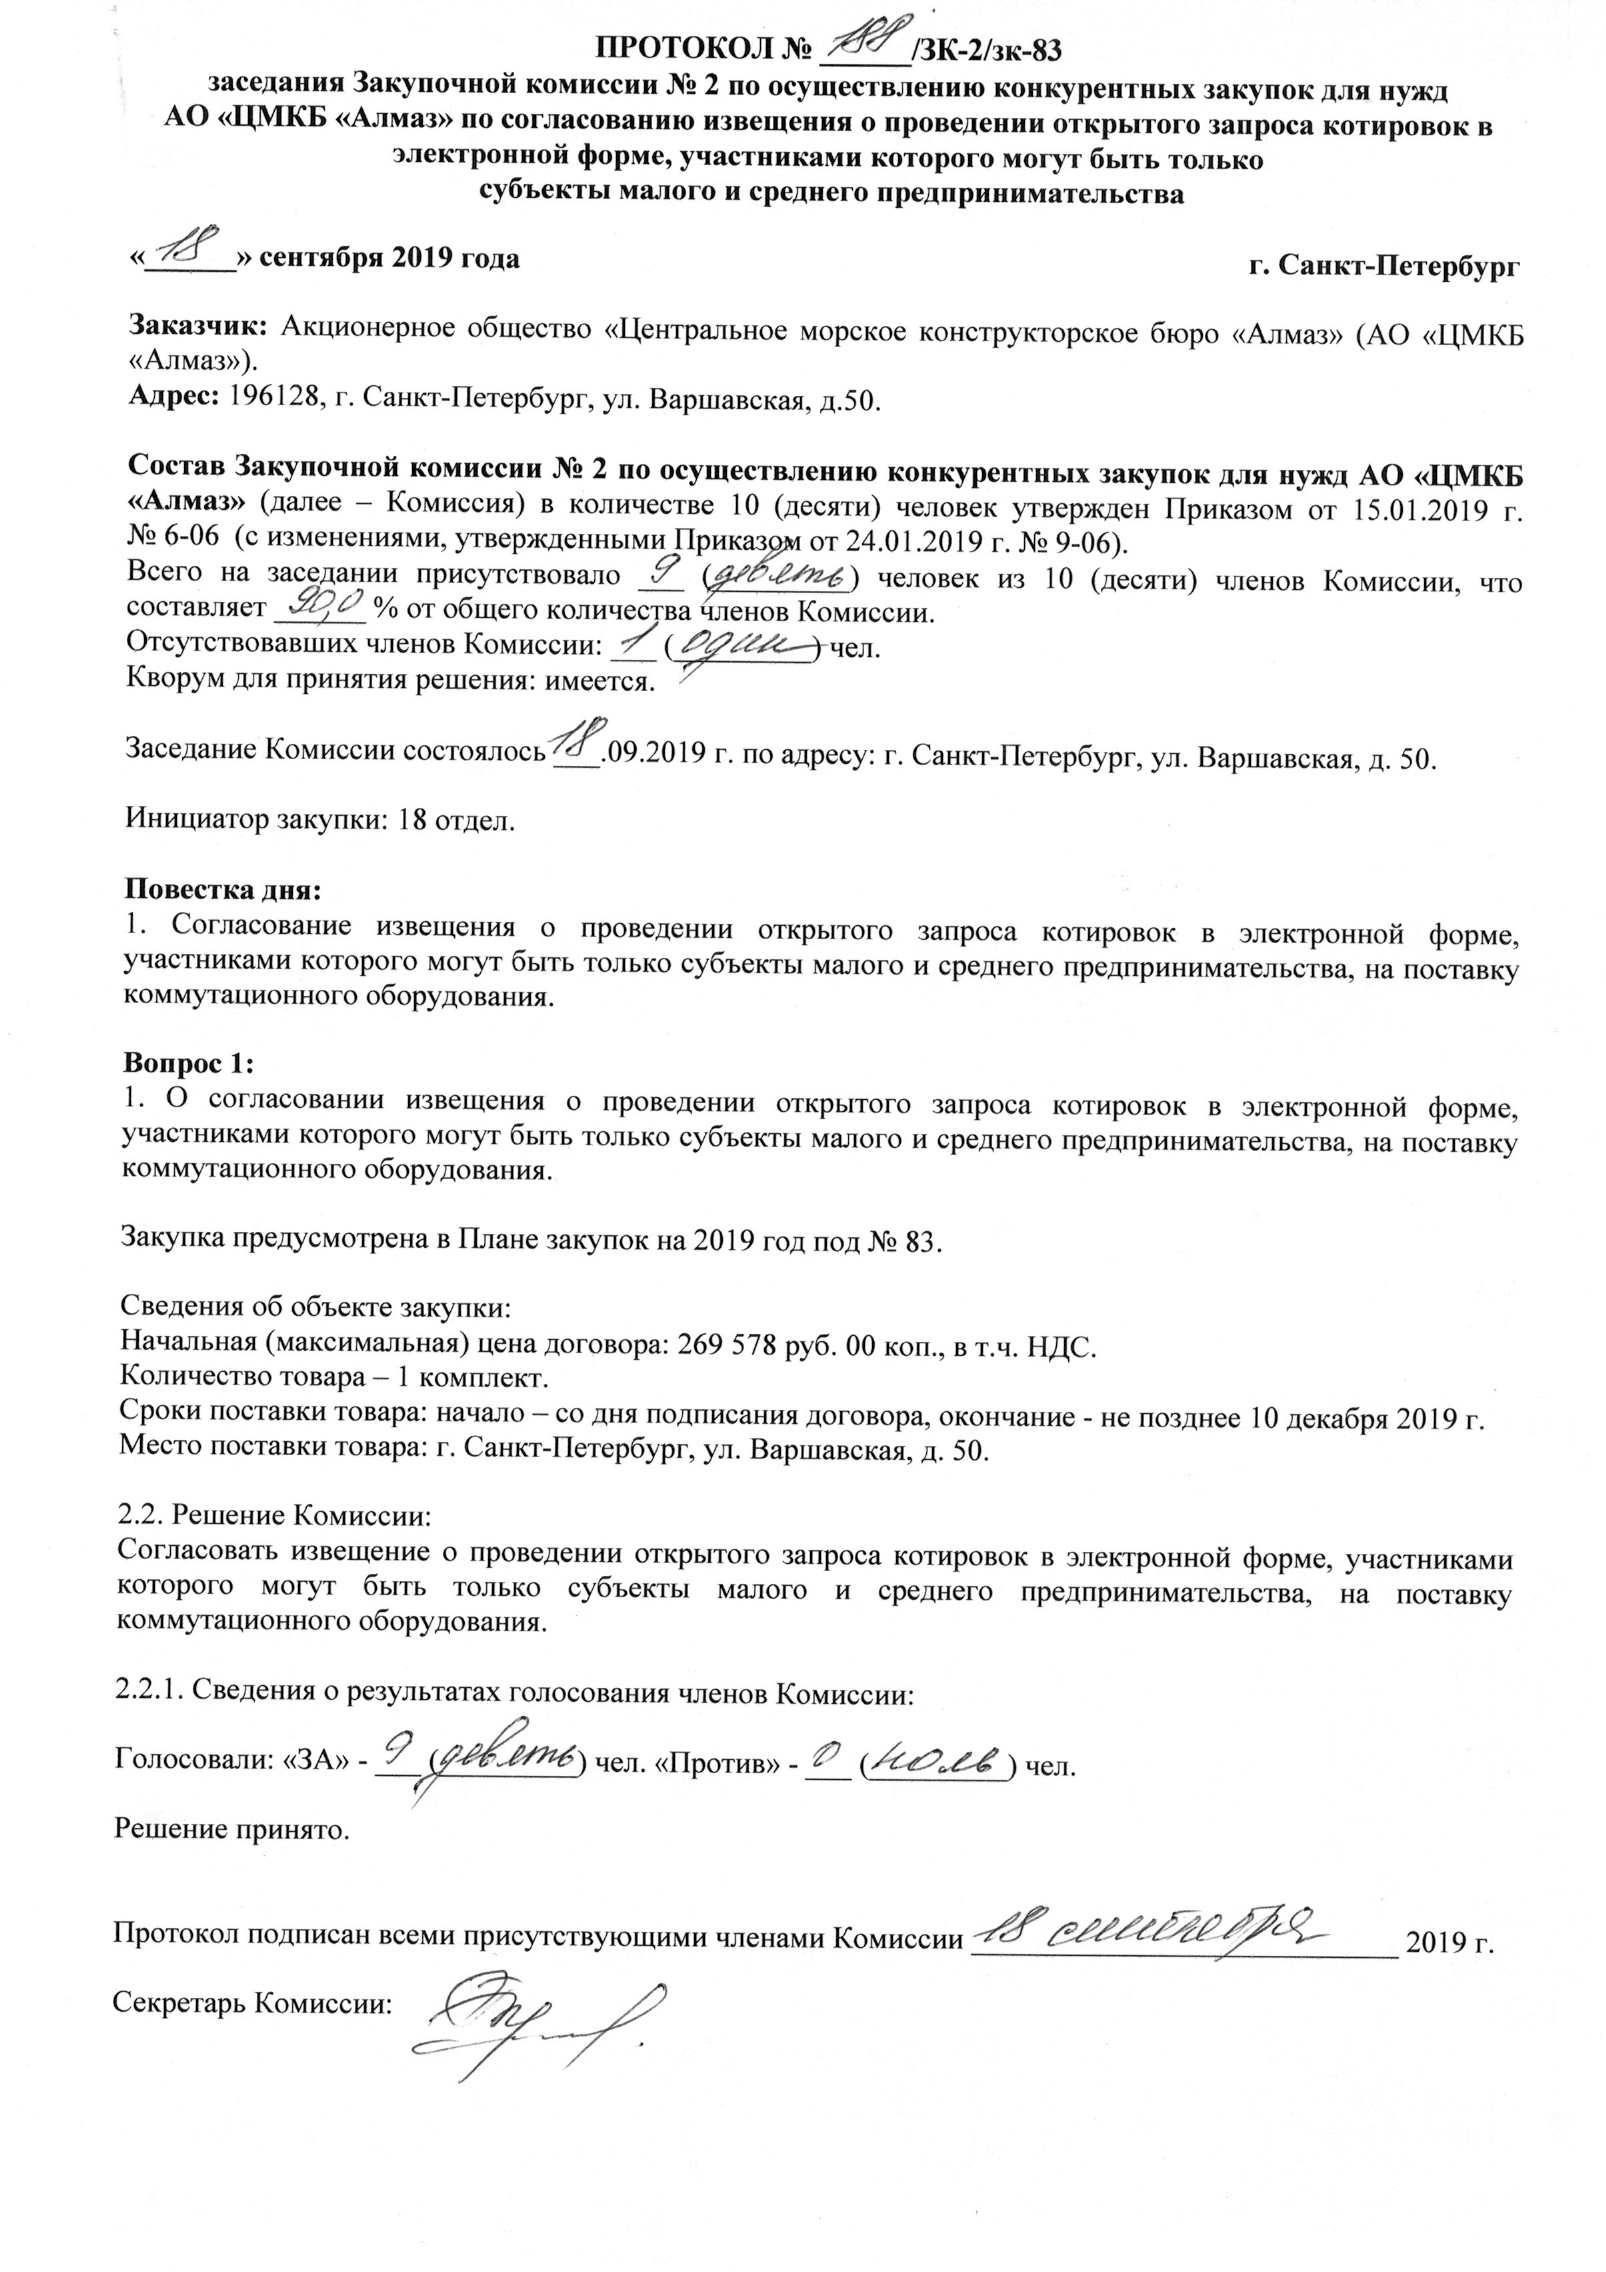 ПРОТОКОЛ № 188/ЗК-2/зк-83
заседания Закупочной комиссии № 2 по осуществлению конкурентных закупок для нужд
АО «ЦМКБ «Алмаз» по согласованию извещения о проведении открытого запроса котировок в
электронной форме, участниками которого могут быть только
субъекты малого и среднего предпринимательства
« 18 » сентября 2019 года г. Санкт-Петербург
Заказчик: Акционерное общество «Центральное морское конструкторское бюро «Алмаз» (АО «ЦМКБ
«Алмаз»).
Адрес: 196128, г. Санкт-Петербург, ул. Варшавская, д.50.
Состав Закупочной комиссии № 2 по осуществлению конкурентных закупок для нужд АО «ЦМКБ
«Алмаз» (далее – Комиссия) в количестве 10 (десяти) человек утвержден Приказом от 15.01.2019 г.
№ 6-06 (с изменениями, утвержденными Приказом от 24.01.2019 г. № 9-06).
Всего на заседании присутствовало 9 (девять) человек из 10 (десяти) членов Комиссии, что
составляет 90,0 % от общего количества членов Комиссии.
Отсутствовавших членов Комиссии: 1 (один) чел.
Кворум для принятия решения: имеется.
Заседание Комиссии состоялось 18.09.2019 г. по адресу: г. Санкт-Петербург, ул. Варшавская, д. 50.
Инициатор закупки: 18 отдел.
Повестка дня:
1. Согласование извещения о проведении открытого запроса котировок в электронной форме,
участниками которого могут быть только субъекты малого и среднего предпринимательства, на поставку
коммутационного оборудования.
Вопрос 1:
1. О согласовании извещения о проведении открытого запроса котировок в электронной форме,
участниками которого могут быть только субъекты малого и среднего предпринимательства, на поставку
коммутационного оборудования.
Закупка предусмотрена в Плане закупок на 2019 год под № 83.
Сведения об объекте закупки:
Начальная (максимальная) цена договора: 269 578 руб. 00 коп., в т.ч. НДС.
Количество товара – 1 комплект.
Сроки поставки товара: начало – со дня подписания договора, окончание - не позднее 10 декабря 2019 г.
Место поставки товара: г. Санкт-Петербург, ул. Варшавская, д. 50.
2.2. Решение Комиссии:
Согласовать извещение о проведении открытого запроса котировок в электронной форме, участниками
которого могут быть только субъекты малого и среднего предпринимательства, на поставку
коммутационного оборудования.
2.2.1. Сведения о результатах голосования членов Комиссии:
Голосовали: «ЗА» - 9 (девять) чел. «Против» - 0 (ноль) чел.
Решение принято.
Протокол подписан всеми присутствующими членами Комиссии 18 сентября 2019 г.
Секретарь Комиссии: